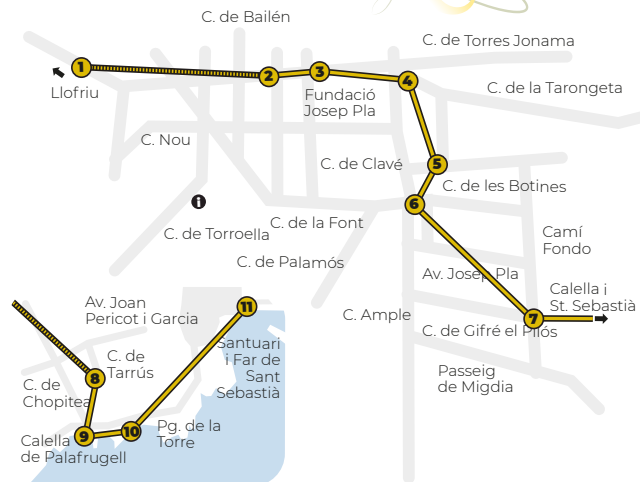 C. de Bailén
C. de Torres Jonama
1
2
3
4
Llofriu
Fundació
Josep Pla
C. de la Tarongeta
C. Nou
C. de Clavé
5
C. de les Botines
i
6
C. de la Font
C. de Torroella
Camí
Fondo
C. de Palamós
Av. Josep Pla
Calella i
St. Sebastià
Av. Joan
Pericot i Garcia
11
C. Ample
7
C. de Gifré el Pilós
Santuari
i Far de
Sant
Sebastià
C. de
Tarrús
8
Passeig
de Migdia
C. de
Chopitea
9
10
Pg. de la
Torre
Calella
de Palafrugell